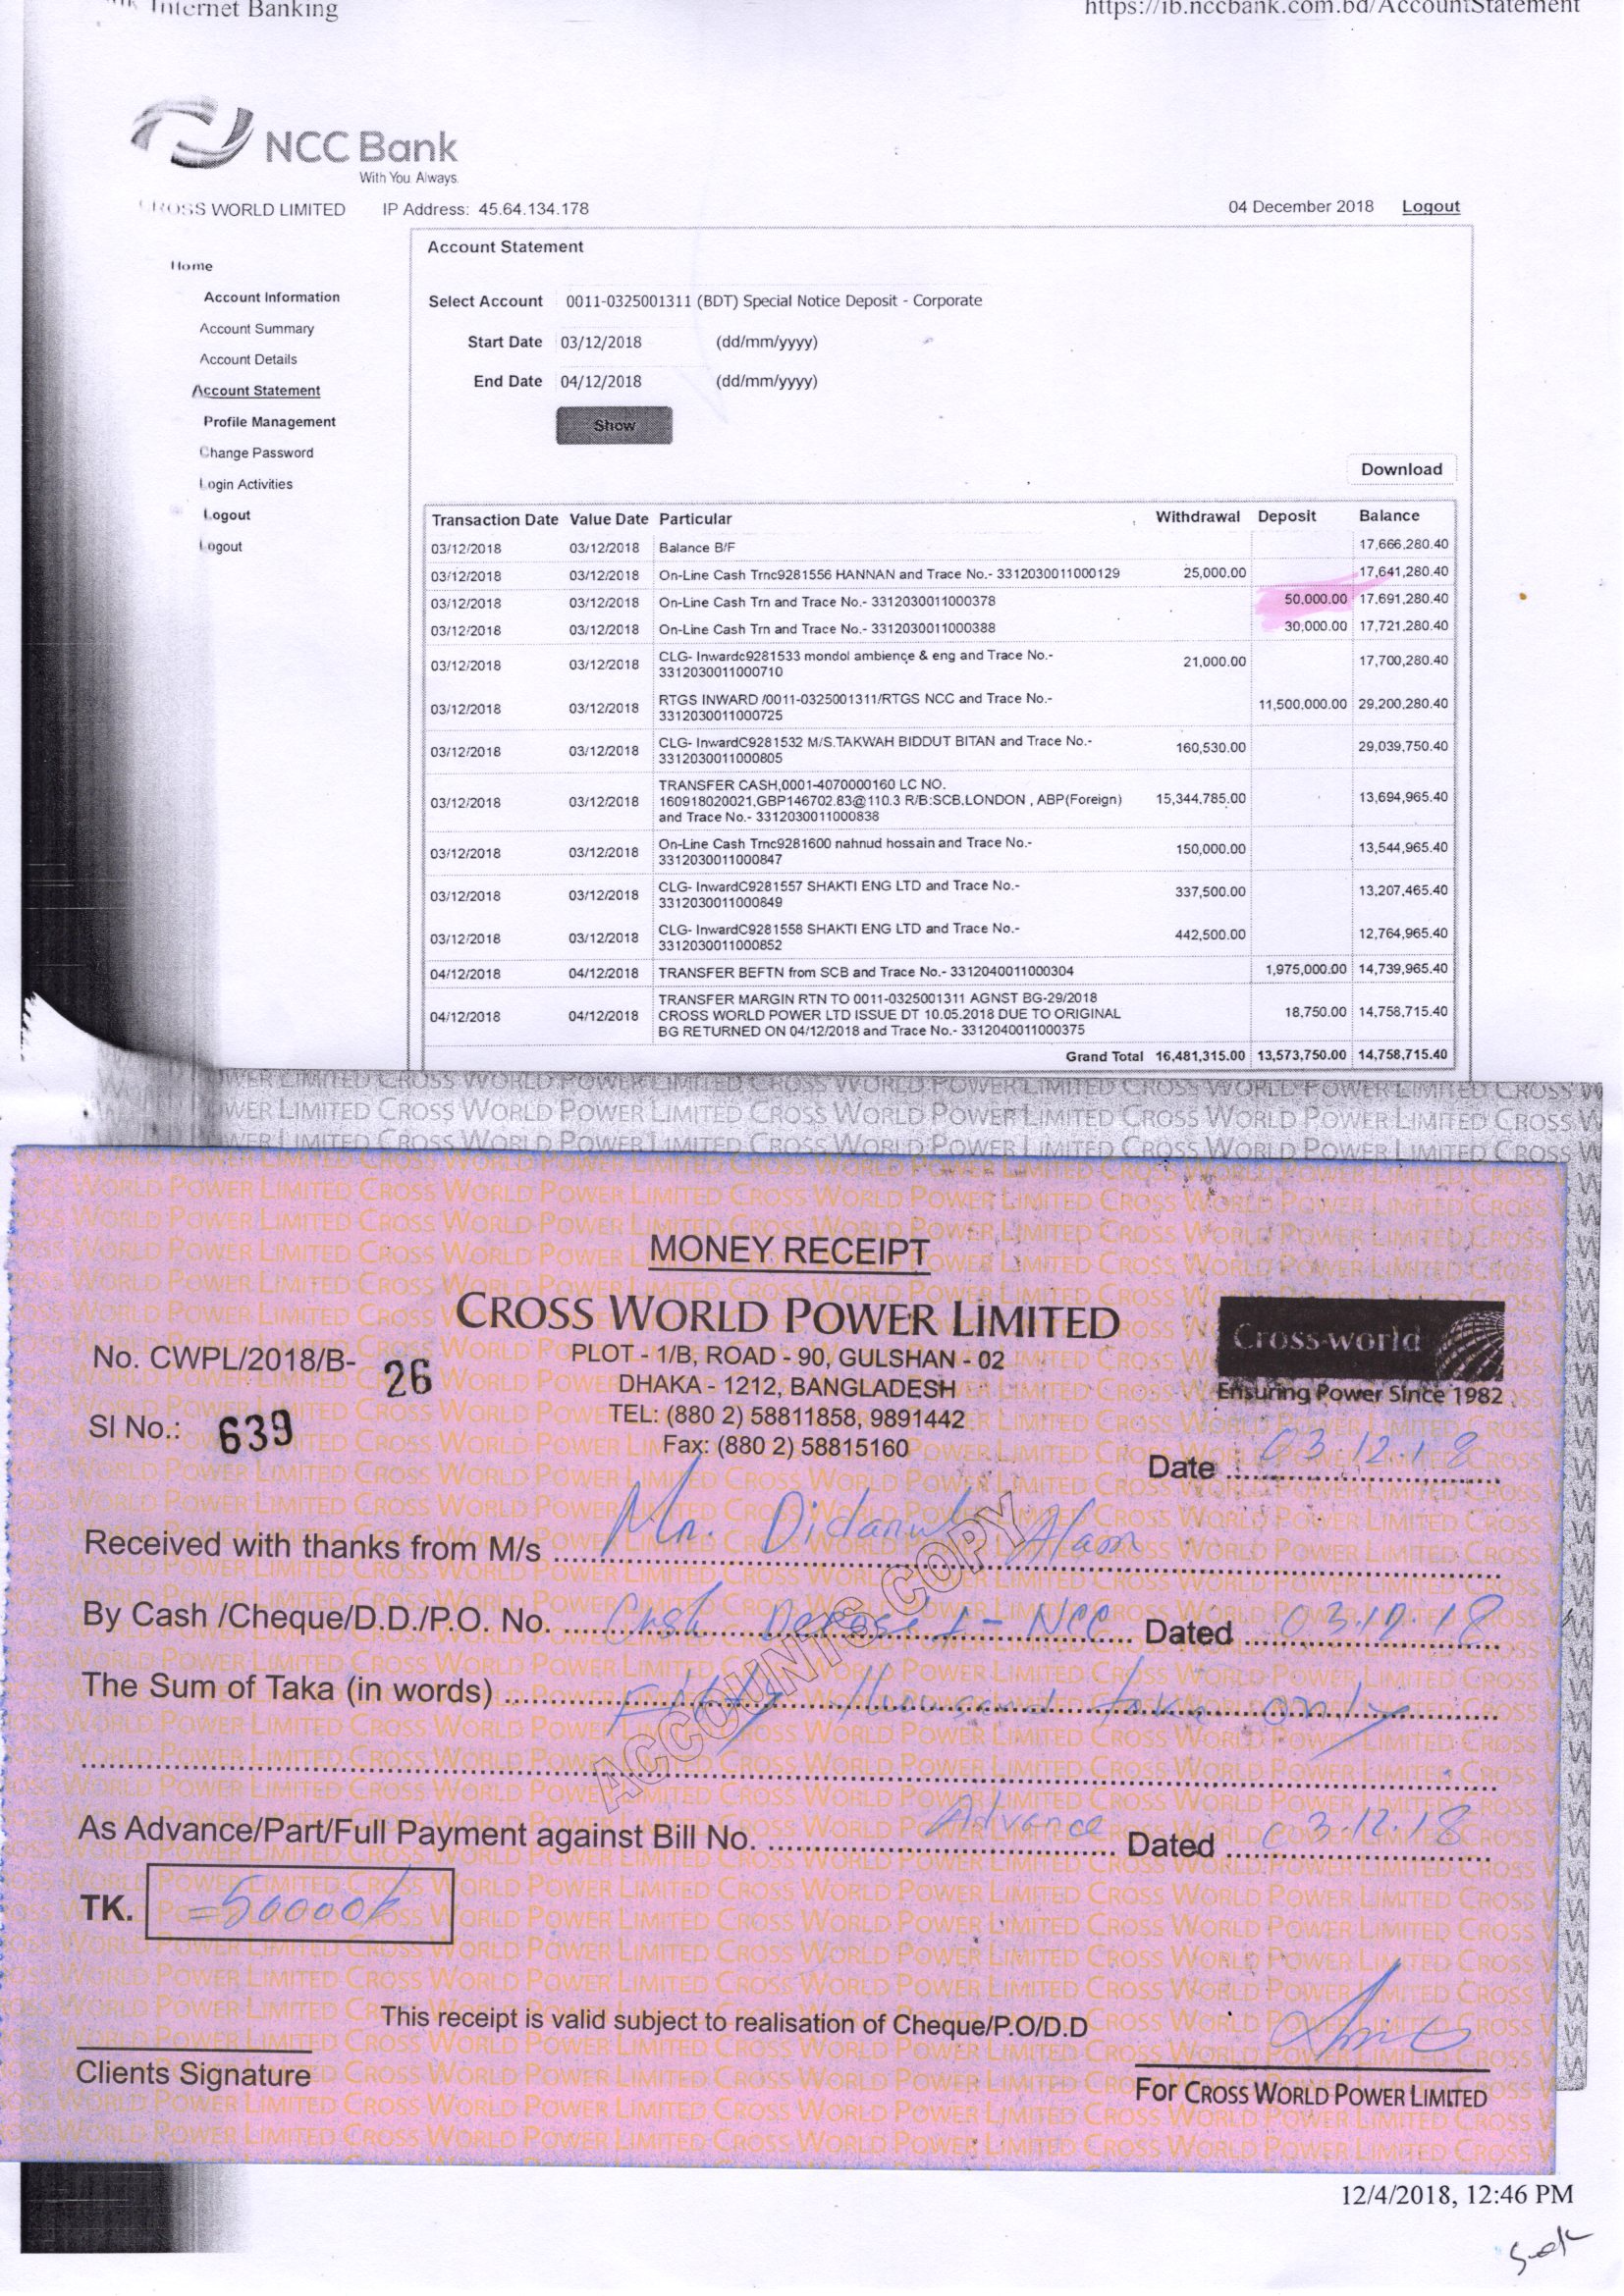 Internet Banking
https://ib.nccbank.com.bd/AccountStatement
NCC Bank
With You. Always.
CROSS WORLD LIMITED IP Address: 45.64.134.178 04 December 2018 Logout
Home
Account Information
Account Summary
Account Details
Account Statement
Profile Management
Change Password
Login Activities
Logout
Logout
Account Statement
Select Account 0011-0325001311 (BDT) Special Notice Deposit - Corporate
Start Date 03/12/2018 (dd/mm/yyyy)
End Date 04/12/2018 (dd/mm/yyyy)
Show
Download
Transaction Date Value Date Particular Withdrawal Deposit Balance
03/12/2018 03/12/2018 Balance B/F 17,666,280.40
03/12/2018 03/12/2018 On-Line Cash Trnc9281556 HANNAN and Trace No.- 3312030011000129 25,000.00 17,641,280.40
03/12/2018 03/12/2018 On-Line Cash Trn and Trace No.- 3312030011000378 50,000.00 17,691,280.40
03/12/2018 03/12/2018 On-Line Cash Trn and Trace No.- 3312030011000388 30,000.00 17,721,280.40
03/12/2018 03/12/2018 CLG- Inwardc9281533 mondol ambience & eng and Trace No.- 21,000.00 17,700,280.40
3312030011000710
03/12/2018 03/12/2018 RTGS INWARD /0011-0325001311/RTGS NCC and Trace No.- 11,500,000.00 29,200,280.40
3312030011000725
03/12/2018 03/12/2018 CLG- InwardC9281532 M/S.TAKWAH BIDDUT BITAN and Trace No.- 160,530.00 29,039,750.40
3312030011000805
TRANSFER CASH,0001-4070000160 LC NO.
03/12/2018 03/12/2018 160918020021,GBP146702.83@110.3 R/B:SCB,LONDON , ABP(Foreign) 15,344,785.00 13,694,965.40
and Trace No.- 3312030011000838
03/12/2018 03/12/2018 On-Line Cash Trnc9281600 nahnud hossain and Trace No.- 150,000.00 13,544,965.40
3312030011000847
03/12/2018 03/12/2018 CLG- InwardC9281557 SHAKTI ENG LTD and Trace No.- 337,500.00 13,207,465.40
3312030011000849
03/12/2018 03/12/2018 CLG- InwardC9281558 SHAKTI ENG LTD and Trace No.- 442,500.00 12,764,965.40
3312030011000852
04/12/2018 04/12/2018 TRANSFER BEFTN from SCB and Trace No.- 3312040011000304 1,975,000.00 14,739,965.40
TRANSFER MARGIN RTN TO 0011-0325001311 AGNST BG-29/2018
04/12/2018 04/12/2018 CROSS WORLD POWER LTD ISSUE DT 10.05.2018 DUE TO ORIGINAL 18,750.00 14,758,715.40
BG RETURNED ON 04/12/2018 and Trace No.- 3312040011000375
Grand Total 16,481,315.00 13,573,750.00 14,758,715.40
MONEY RECEIPT
CROSS WORLD POWER LIMITED
Cross-world
Ensuring Power Since 1982
No. CWPL/2018/B- 26
PLOT - 1/B, ROAD - 90, GULSHAN - 02
DHAKA - 1212, BANGLADESH
Sl No.: 639
TEL: (880 2) 58811858, 9891442
Fax: (880 2) 58815160
Date 03.12.18
Received with thanks from M/s Mr. Didarul Alam
By Cash /Cheque/D.D./P.O. No. Cash Deposit - NCC Dated 03.12.18
The Sum of Taka (in words) Fifty thousand taka only
ACCOUNTS COPY
As Advance/Part/Full Payment against Bill No. Advance Dated 03.12.18
TK. =50000/
This receipt is valid subject to realisation of Cheque/P.O/D.D
Clients Signature
For CROSS WORLD POWER LIMITED
12/4/2018, 12:46 PM